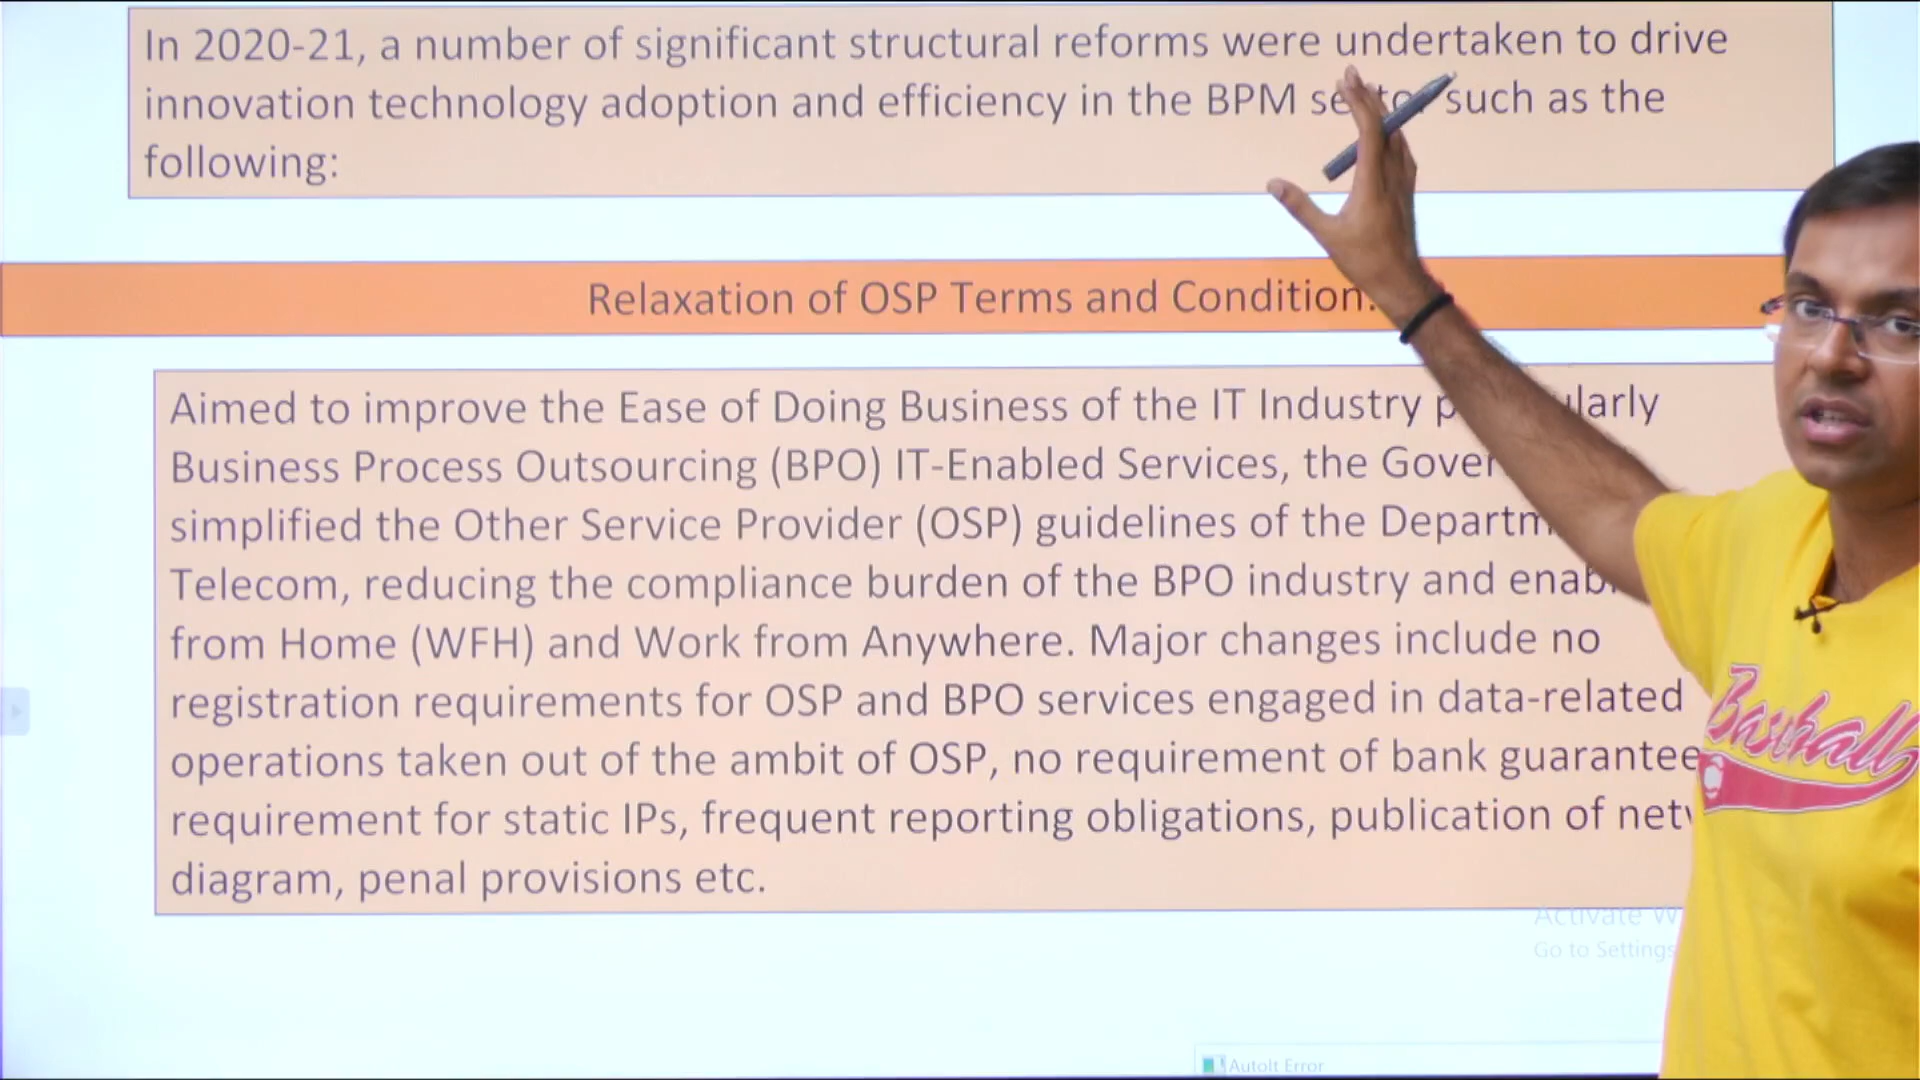 In 2020-21, a number of significant structural reforms were undertaken to drive
innovation technology adoption and efficiency in the BPM such as the
following:
Relaxation of OSP Terms and Condition
Aimed to improve the Ease of Doing Business of the IT Industry
Business Process Outsourcing (BPO) IT-Enabled Services, the
simplified the Other Service Provider (OSP) guidelines of the
Telecom, reducing the compliance burden of the BPO industry and
from Home (WFH) and Work from Anywhere. Major changes include no
registration requirements for OSP and BPO services engaged in data-related
operations taken out of the ambit of OSP, no requirement of bank guarantee
requirement for static IPs, frequent reporting obligations, publication of
diagram, penal provisions etc.
Baseball
Activate W
Go to Settings
AutoIt Error